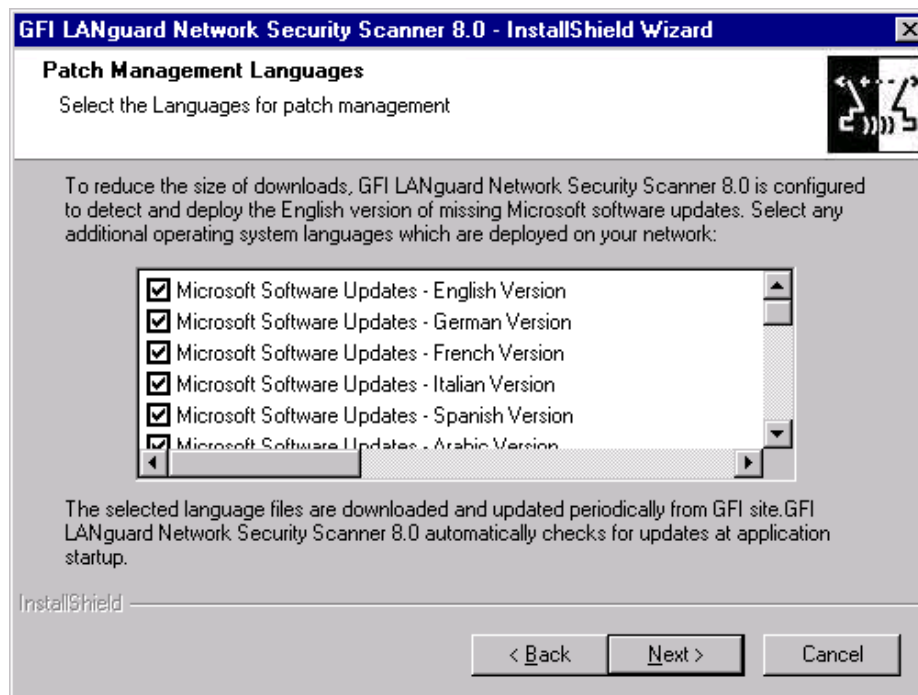 GFI LANguard Network Security Scanner 8.0 - InstallShield Wizard
Patch Management Languages
Select the Languages for patch management
To reduce the size of downloads, GFI LANguard Network Security Scanner 8.0 is configured
to detect and deploy the English version of missing Microsoft software updates. Select any
additional operating system languages which are deployed on your network:
Microsoft Software Updates - English Version
Microsoft Software Updates - German Version
Microsoft Software Updates - French Version
Microsoft Software Updates - Italian Version
Microsoft Software Updates - Spanish Version
Microsoft Software Updates - Arabic Version
The selected language files are downloaded and updated periodically from GFI site.GFI
LANguard Network Security Scanner 8.0 automatically checks for updates at application
startup.
InstallShield
< Back
Next >
Cancel